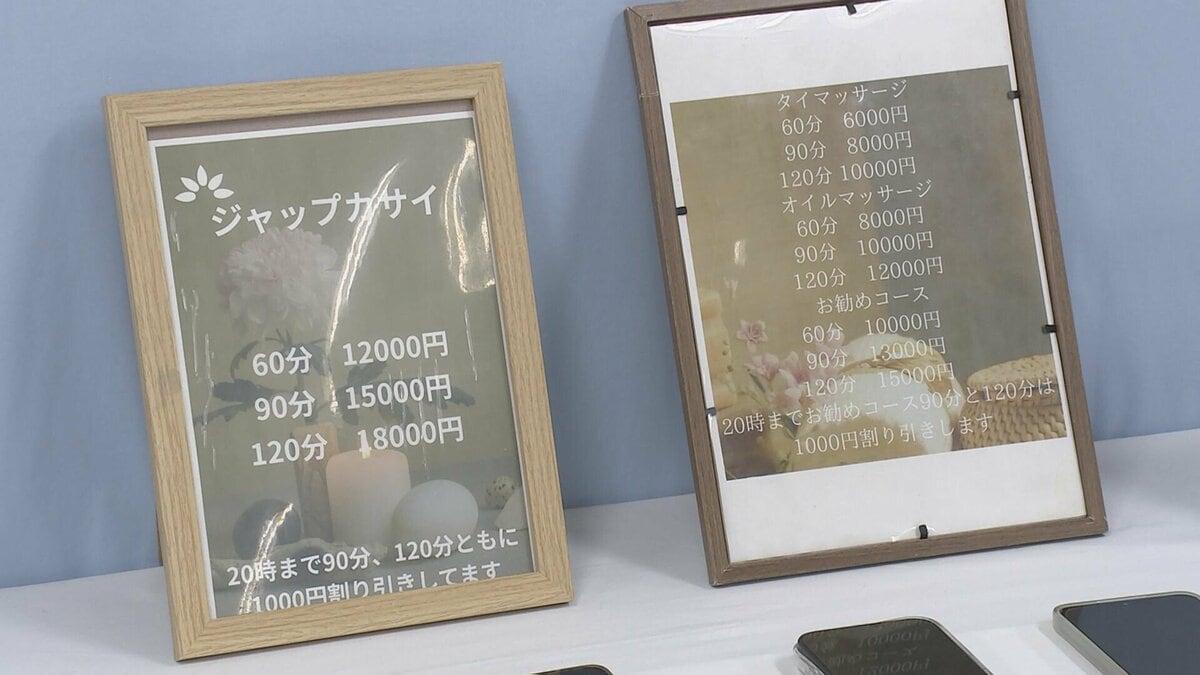 ジャップカサイ
60分 12000円
90分 15000円
120分 18000円
20時まで90分、120分ともに
1000円割り引きしてます
タイマッサージ
60分 6000円
90分 8000円
120分 10000円
オイルマッサージ
60分 8000円
90分 10000円
120分 12000円
お勧めコース
60分 10000円
90分 13000円
120分 15000円
20時までお勧めコース90分と120分は
1000円割り引きします